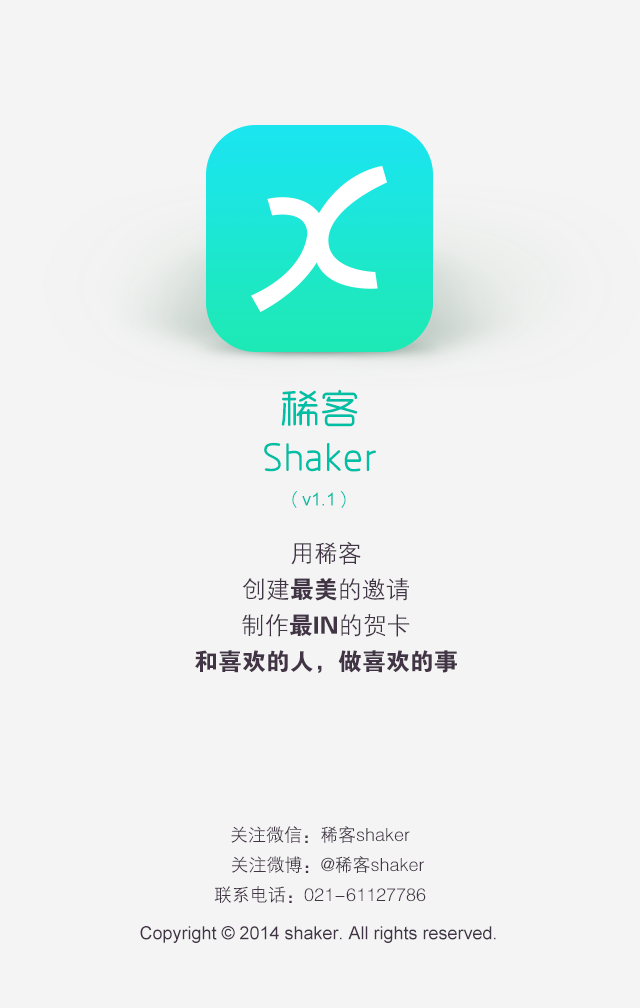 稀客
Shaker
（v1.1）
用稀客
创建最美的邀请
制作最IN的贺卡
和喜欢的人，做喜欢的事
关注微信：稀客shaker
关注微博：@稀客shaker
联系电话：021-61127786
Copyright © 2014 shaker. All rights reserved.